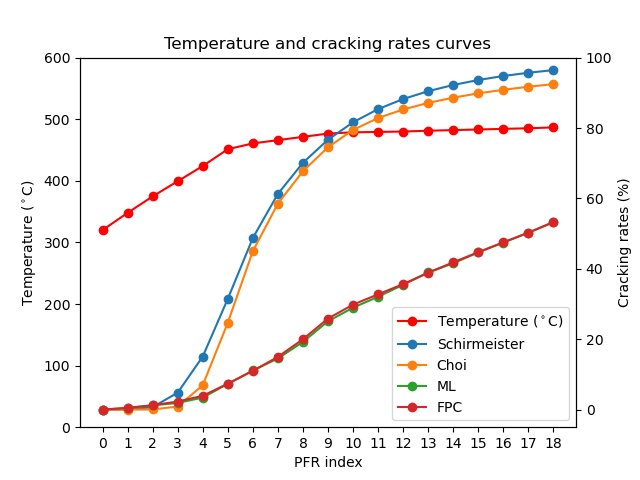 Temperature and cracking rates curves
600
500
400
300
200
100
0
Temperature (°C)
100
80
60
40
20
0
Cracking rates (%)
Temperature (°C)
Schirmeister
Choi
ML
FPC
0 1 2 3 4 5 6 7 8 9 10 11 12 13 14 15 16 17 18
PFR index